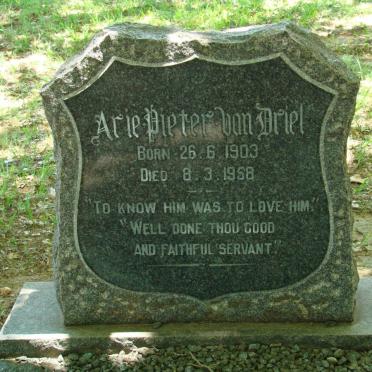 Arie Pieter Van Driel
Born 26.6.1903
Died 8.3.1958
"To know him was to love him."
"Well done thou good
and faithful servant."